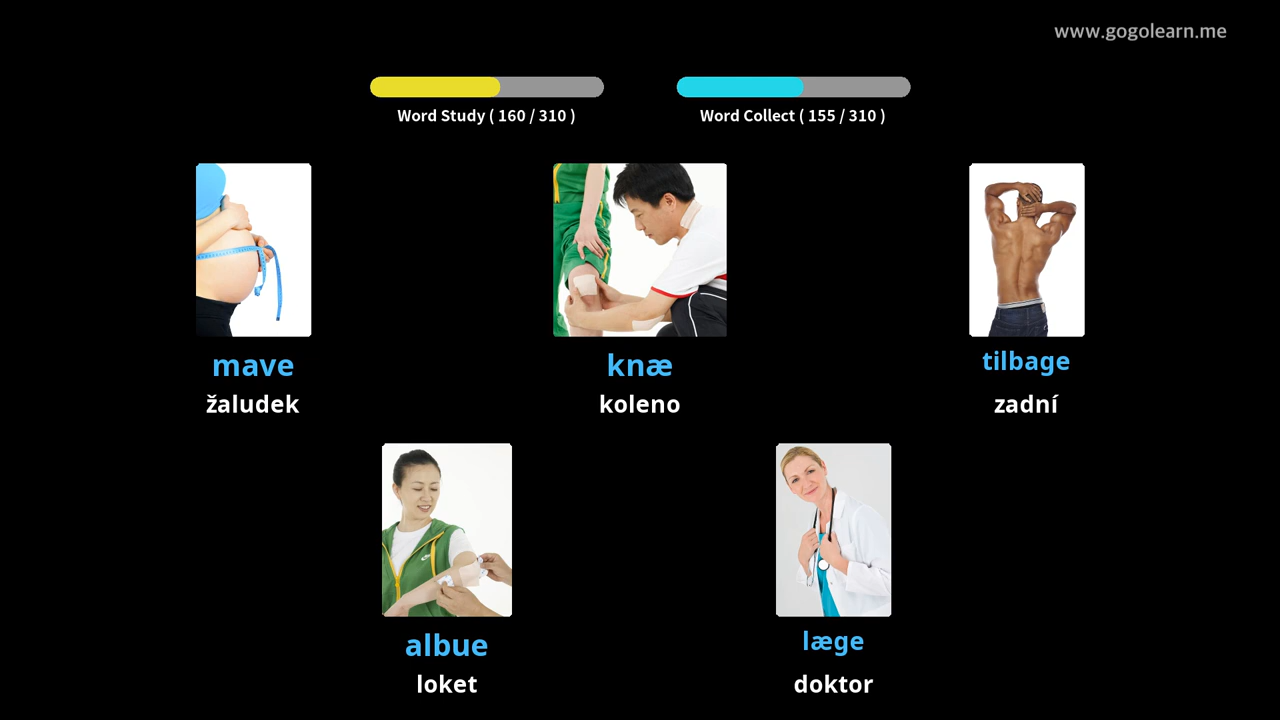 www.gogolearn.me
Word Study ( 160 / 310 )
Word Collect ( 155 / 310 )
mave
žaludek
knæ
koleno
tilbage
zadní
albue
loket
læge
doktor